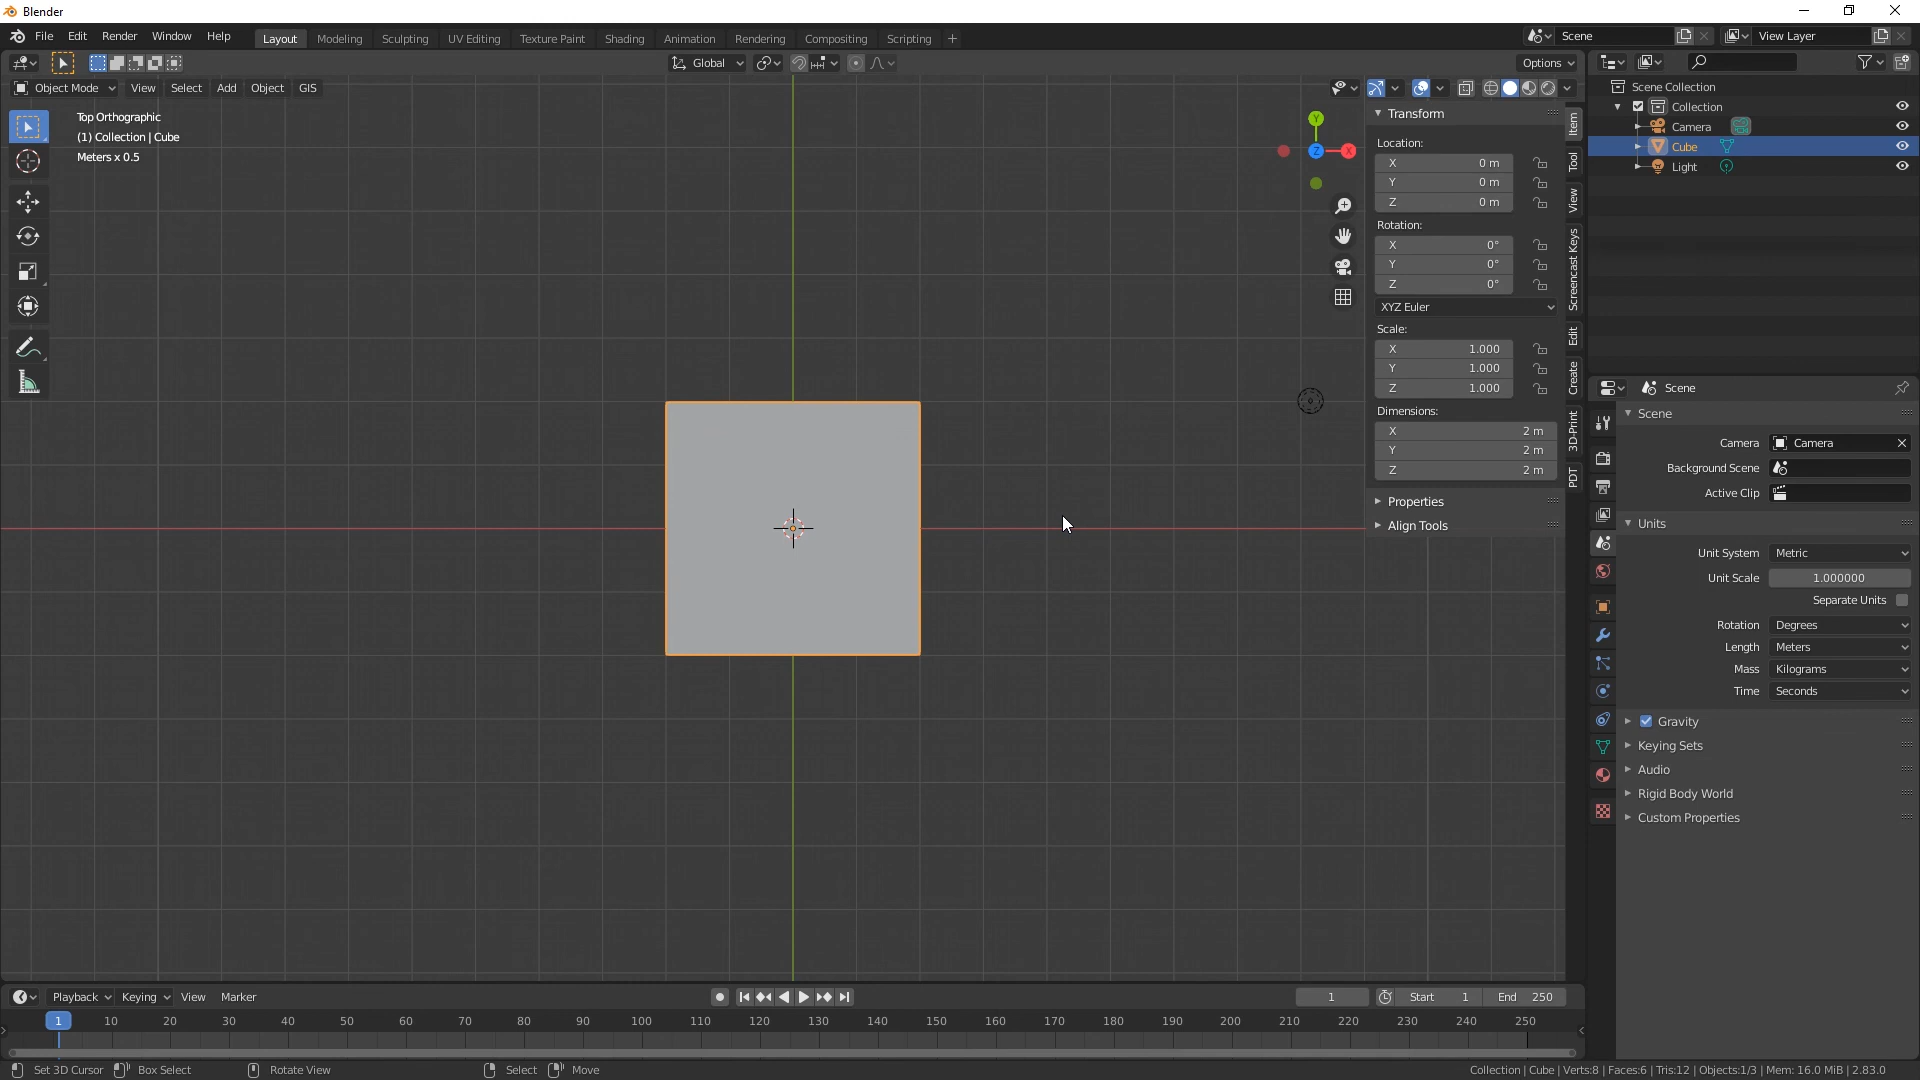 Blender
File Edit Render Window Help Layout Modeling Sculpting UV Editing Texture Paint Shading Animation Rendering Compositing Scripting + Scene View Layer
Global Options
Object Mode View Select Add Object GIS
Top Orthographic
(1) Collection | Cube
Meters x 0.5
Y
Z
X
Transform
Location:
X 0 m
Y 0 m
Z 0 m
Rotation:
X 0°
Y 0°
Z 0°
XYZ Euler
Scale:
X 1.000
Y 1.000
Z 1.000
Dimensions:
X 2 m
Y 2 m
Z 2 m
Properties
Align Tools
Item
Tool
View
Screencast Keys
Edit
Create
3D-Print
PDT
Scene Collection
Collection
Camera
Cube
Light
Scene
Scene
Camera Camera
Background Scene
Active Clip
Units
Unit System Metric
Unit Scale 1.000000
Separate Units
Rotation Degrees
Length Meters
Mass Kilograms
Time Seconds
Gravity
Keying Sets
Audio
Rigid Body World
Custom Properties
Playback Keying View Marker 1 Start 1 End 250
1 10 20 30 40 50 60 70 80 90 100 110 120 130 140 150 160 170 180 190 200 210 220 230 240 250
Set 3D Cursor Box Select Rotate View Select Move Collection | Cube | Verts:8 | Faces:6 | Tris:12 | Objects:1/3 | Mem: 16.0 MiB | 2.83.0